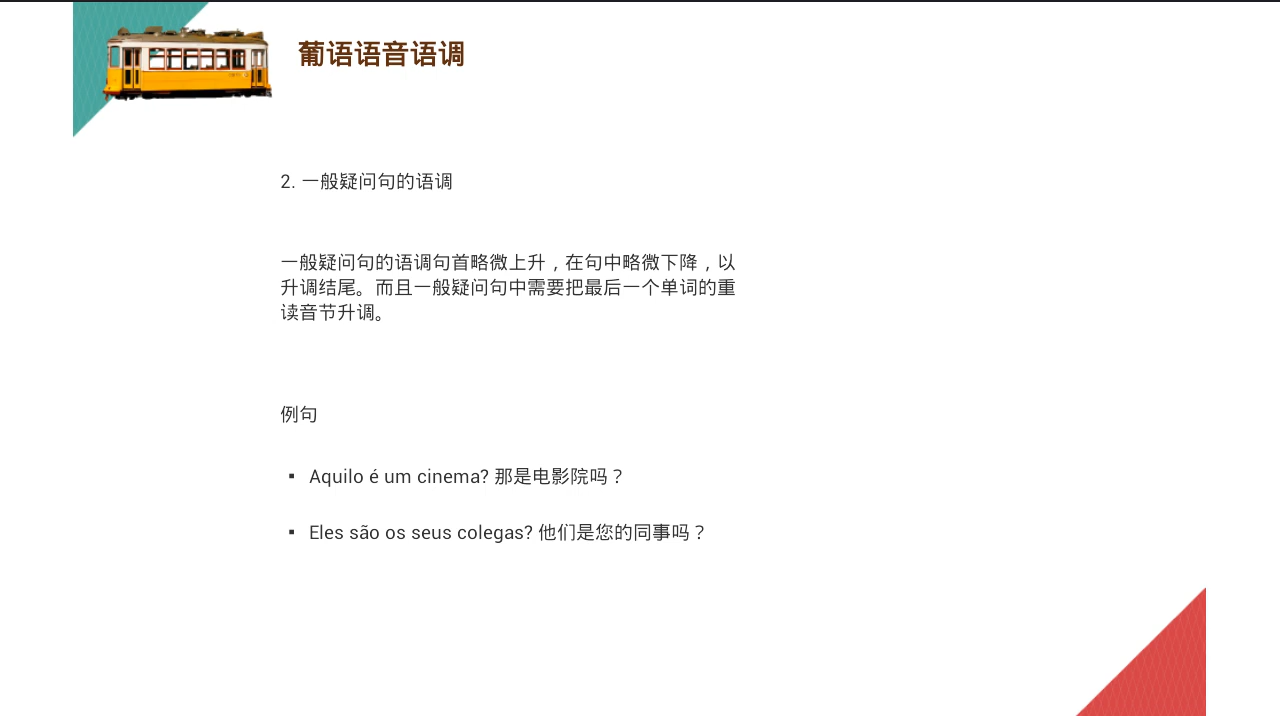 葡语语音语调
2. 一般疑问句的语调
一般疑问句的语调句首略微上升，在句中略微下降，以
升调结尾。而且一般疑问句中需要把最后一个单词的重
读音节升调。
例句
▪ Aquilo é um cinema? 那是电影院吗？
▪ Eles são os seus colegas? 他们是您的同事吗？